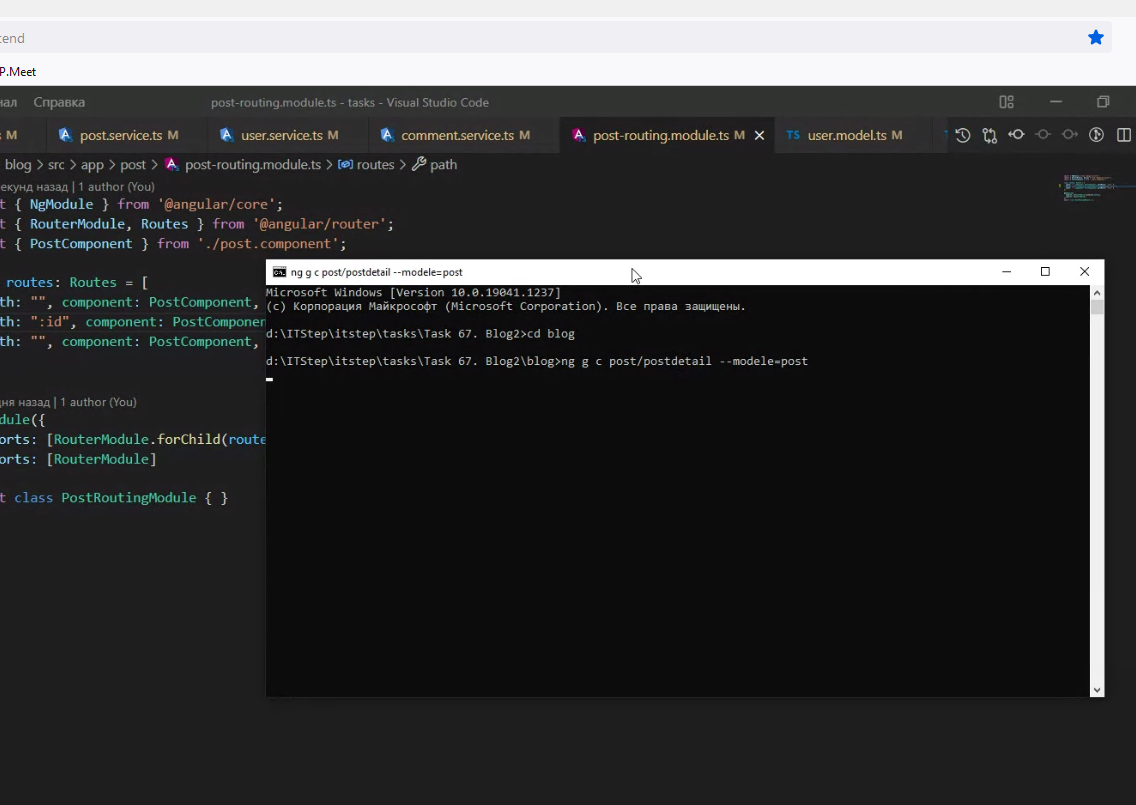 tend
P.Meet
нал Справка post-routing.module.ts - tasks - Visual Studio Code
s M post.service.ts M user.service.ts M comment.service.ts M post-routing.module.ts M TS user.model.ts M
blog > src > app > post > post-routing.module.ts > routes > path
екунд назад | 1 author (You)
t { NgModule } from '@angular/core';
t { RouterModule, Routes } from '@angular/router';
t { PostComponent } from './post.component';
routes: Routes = [
th: "", component: PostComponent,
th: ":id", component: PostComponen
th: "", component: PostComponent,
дня назад | 1 author (You)
dule({
orts: [RouterModule.forChild(route
orts: [RouterModule]
t class PostRoutingModule { }
ng g c post/postdetail --modele=post
Microsoft Windows [Version 10.0.19041.1237]
(c) Корпорация Майкрософт (Microsoft Corporation). Все права защищены.
d:\ITStep\itstep\tasks\Task 67. Blog2>cd blog
d:\ITStep\itstep\tasks\Task 67. Blog2\blog>ng g c post/postdetail --modele=post